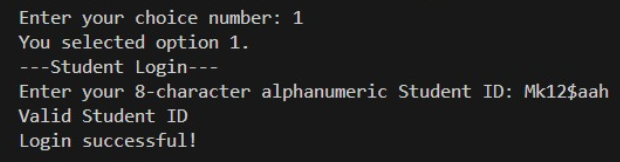 Enter your choice number: 1
You selected option 1.
---Student Login---
Enter your 8-character alphanumeric Student ID: Mk12$aah
Valid Student ID
Login successful!